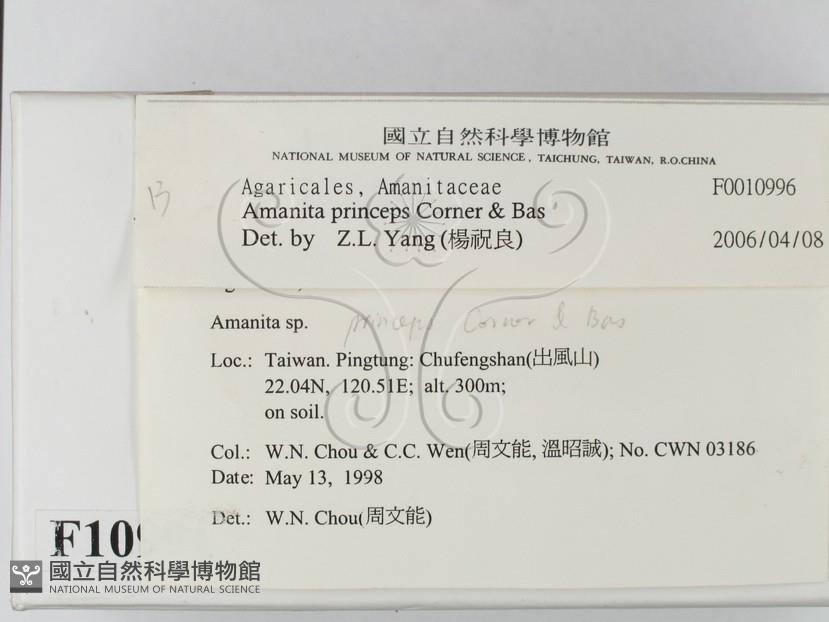 國立自然科學博物館
NATIONAL MUSEUM OF NATURAL SCIENCE, TAICHUNG, TAIWAN, R.O.CHINA
Agaricales, Amanitaceae F0010996
Amanita princeps Corner & Bas
Det. by Z.L. Yang (楊祝良) 2006/04/08
Amanita sp. princeps Corner & Bas
Loc.: Taiwan. Pingtung: Chufengshan(出風山)
22.04N, 120.51E; alt. 300m;
on soil.
Col.: W.N. Chou & C.C. Wen(周文能, 溫昭誠); No. CWN 03186
Date: May 13, 1998
Det.: W.N. Chou(周文能)
F109
國立自然科學博物館
NATIONAL MUSEUM OF NATURAL SCIENCE